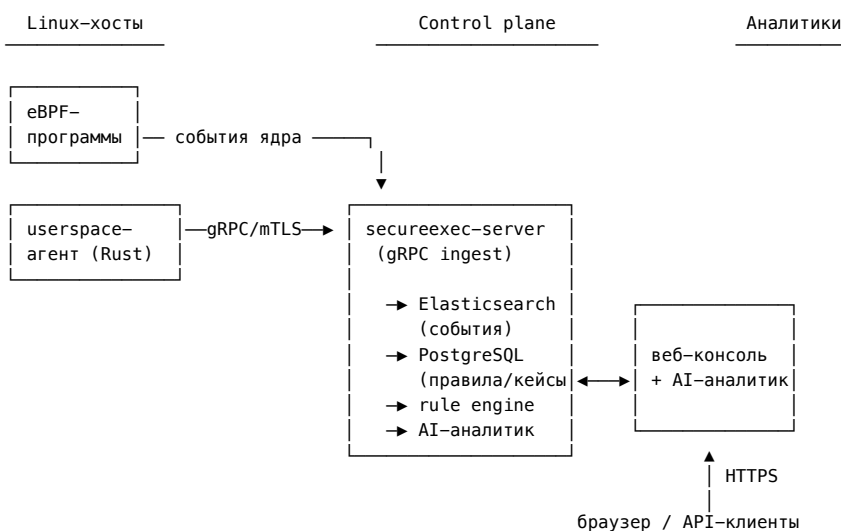 Linux-хосты
Control plane
Аналитики
eBPF-
программы
события ядра
userspace-
агент (Rust)
gRPC/mTLS
secureexec-server
(gRPC ingest)
Elasticsearch
(события)
PostgreSQL
(правила/кейсы
rule engine
AI-аналитик
веб-консоль
+ AI-аналитик
HTTPS
браузер / API-клиенты